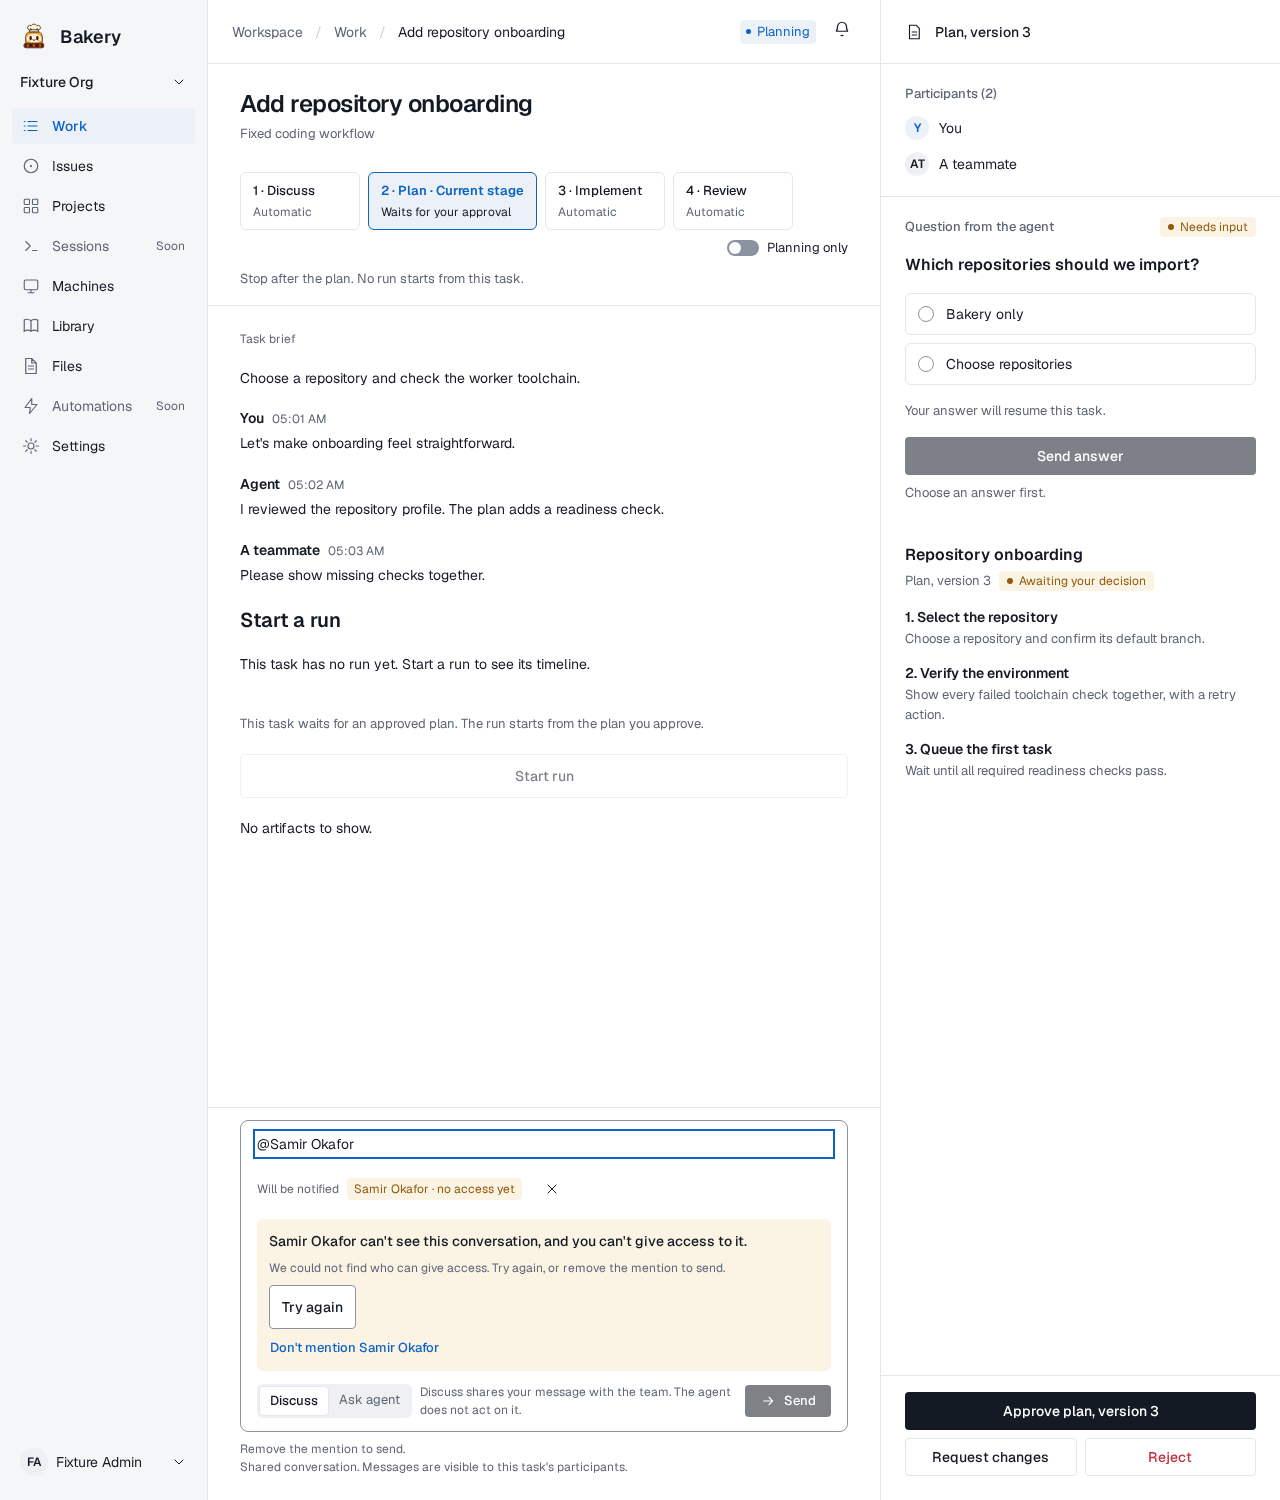 Bakery
Fixture Org
Work
Issues
Projects
Sessions Soon
Machines
Library
Files
Automations Soon
Settings
FA Fixture Admin
Workspace / Work / Add repository onboarding
Planning
Add repository onboarding
Fixed coding workflow
1 · Discuss
Automatic
2 · Plan · Current stage
Waits for your approval
3 · Implement
Automatic
4 · Review
Automatic
Planning only
Stop after the plan. No run starts from this task.
Task brief
Choose a repository and check the worker toolchain.
You 05:01 AM
Let's make onboarding feel straightforward.
Agent 05:02 AM
I reviewed the repository profile. The plan adds a readiness check.
A teammate 05:03 AM
Please show missing checks together.
Start a run
This task has no run yet. Start a run to see its timeline.
This task waits for an approved plan. The run starts from the plan you approve.
Start run
No artifacts to show.
@Samir Okafor
Will be notified Samir Okafor · no access yet
Samir Okafor can't see this conversation, and you can't give access to it.
We could not find who can give access. Try again, or remove the mention to send.
Try again
Don't mention Samir Okafor
Discuss Ask agent
Discuss shares your message with the team. The agent
does not act on it.
Send
Remove the mention to send.
Shared conversation. Messages are visible to this task's participants.
Plan, version 3
Participants (2)
Y You
AT A teammate
Question from the agent Needs input
Which repositories should we import?
Bakery only
Choose repositories
Your answer will resume this task.
Send answer
Choose an answer first.
Repository onboarding
Plan, version 3 Awaiting your decision
1. Select the repository
Choose a repository and confirm its default branch.
2. Verify the environment
Show every failed toolchain check together, with a retry
action.
3. Queue the first task
Wait until all required readiness checks pass.
Approve plan, version 3
Request changes
Reject